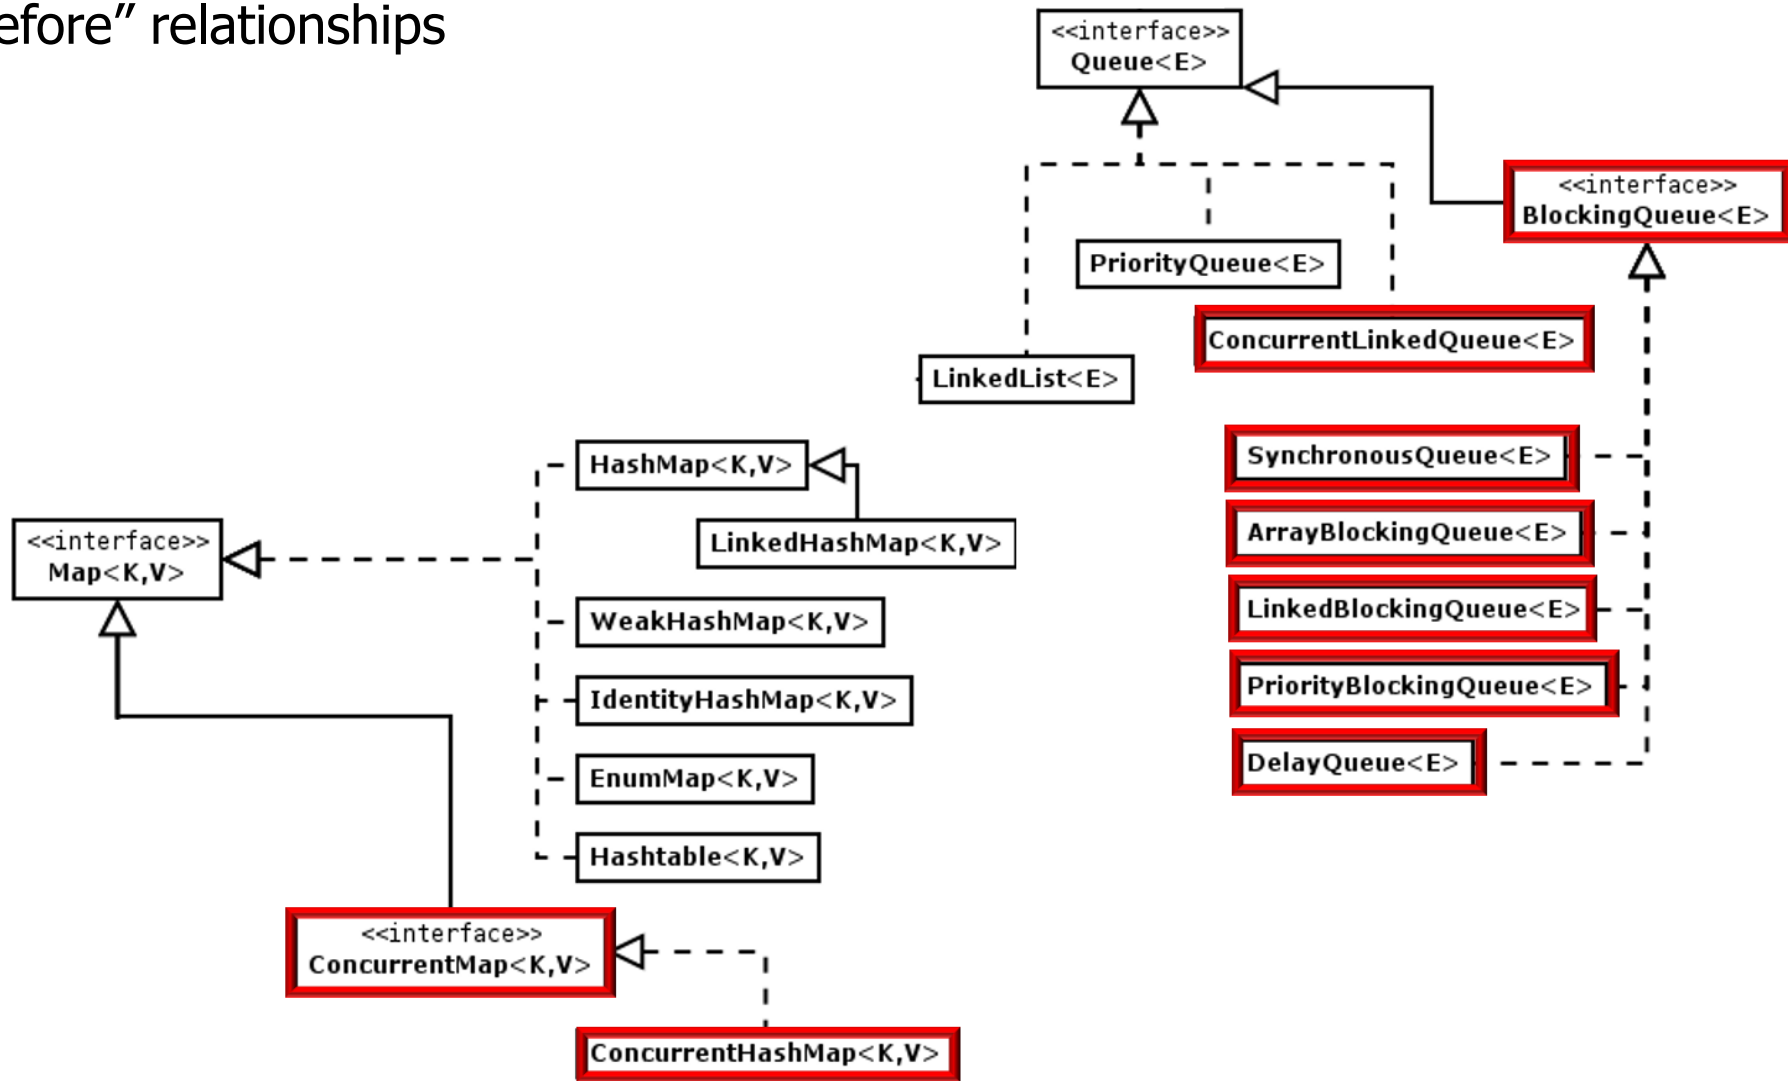 efore” relationships
<<interface>>
Queue<E>
<<interface>>
BlockingQueue<E>
PriorityQueue<E>
ConcurrentLinkedQueue<E>
LinkedList<E>
SynchronousQueue<E>
ArrayBlockingQueue<E>
LinkedBlockingQueue<E>
PriorityBlockingQueue<E>
DelayQueue<E>
HashMap<K,V>
LinkedHashMap<K,V>
<<interface>>
Map<K,V>
WeakHashMap<K,V>
IdentityHashMap<K,V>
EnumMap<K,V>
Hashtable<K,V>
<<interface>>
ConcurrentMap<K,V>
ConcurrentHashMap<K,V>